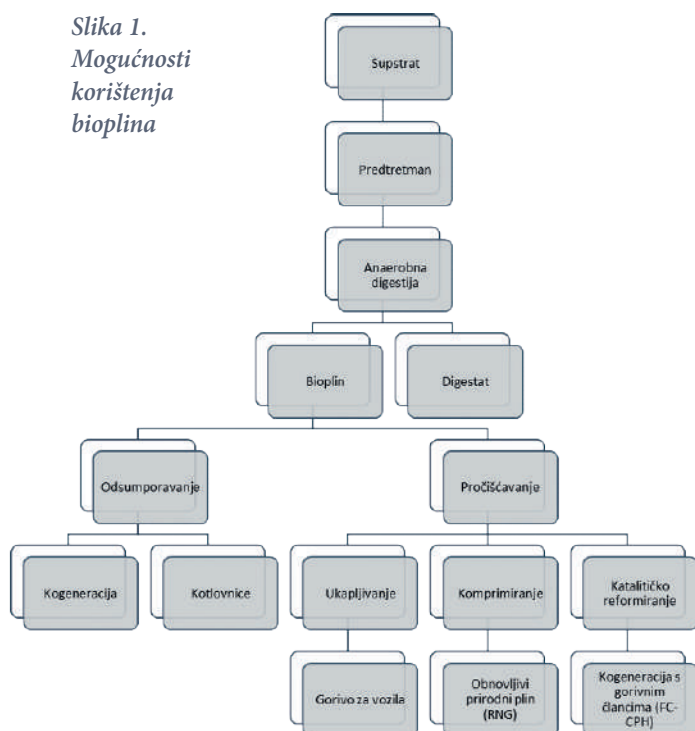 Slika 1.
Mogućnosti
korištenja
bioplina
Supstrat
Predtretman
Anaerobna
digestija
Bioplin
Digestat
Odsumporavanje
Pročišćavanje
Kogeneracija
Kotlovnice
Ukapljivanje
Komprimiranje
Katalitičko
reformiranje
Gorivo za vozila
Obnovljivi
prirodni plin
(RNG)
Kogeneracija s
gorivnim
člancima (FC-
CPH)